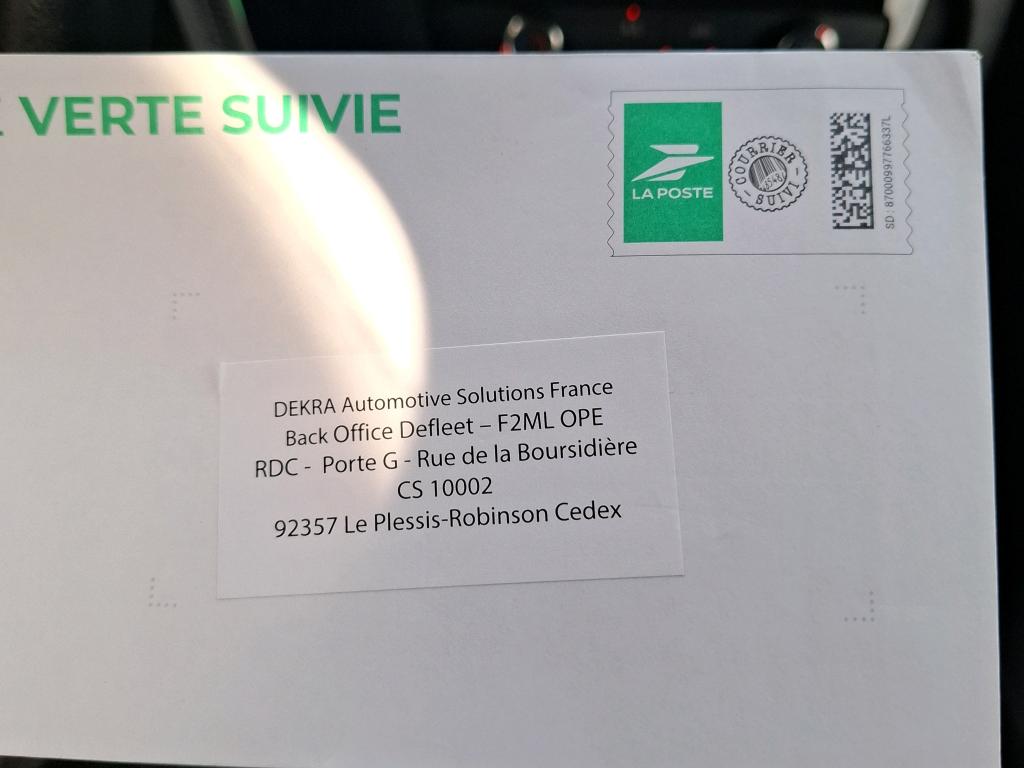 VERTE SUIVIE
LA POSTE
COURRIER
SUIVI
SD : 87000997766337L
DEKRA Automotive Solutions France
Back Office Defleet – F2ML OPE
RDC - Porte G - Rue de la Boursidière
CS 10002
92357 Le Plessis-Robinson Cedex